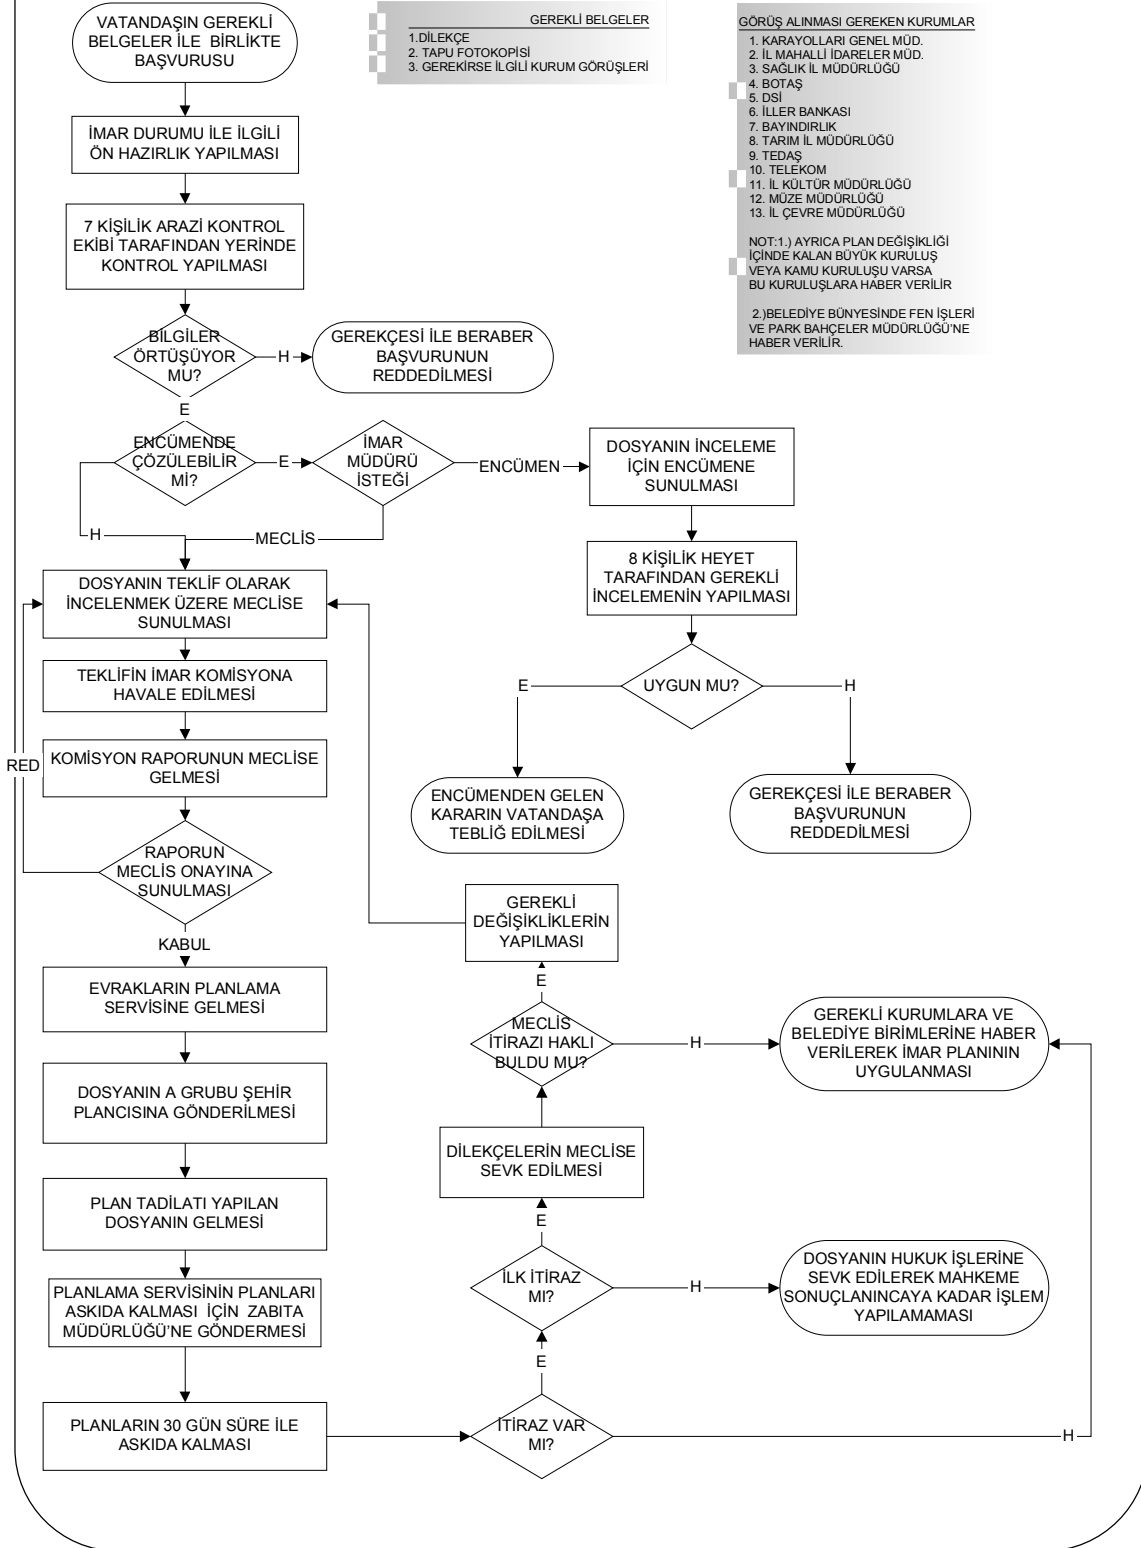 VATANDAŞIN GEREKLİ
BELGELER İLE BİRLİKTE
BAŞVURUSU
GEREKLİ BELGELER
1.DİLEKÇE
2. TAPU FOTOKOPİSİ
3. GEREKİRSE İLGİLİ KURUM GÖRÜŞLERİ
GÖRÜŞ ALINMASI GEREKEN KURUMLAR
1. KARAYOLLARI GENEL MÜD.
2. İL MAHALLİ İDARELER MÜD.
3. SAĞLIK İL MÜDÜRLÜĞÜ
4. BOTAŞ
5. DSİ
6. İLLER BANKASI
7. BAYINDIRLIK
8. TARIM İL MÜDÜRLÜĞÜ
9. TEDAŞ
10. TELEKOM
11. İL KÜLTÜR MÜDÜRLÜĞÜ
12. MÜZE MÜDÜRLÜĞÜ
13. İL ÇEVRE MÜDÜRLÜĞÜ
NOT:1.) AYRICA PLAN DEĞİŞİKLİĞİ
İÇİNDE KALAN BÜYÜK KURULUŞ
VEYA KAMU KURULUŞU VARSA
BU KURULUŞLARA HABER VERİLİR
2.)BELEDİYE BÜNYESİNDE FEN İŞLERİ
VE PARK BAHÇELER MÜDÜRLÜĞÜ'NE
HABER VERİLİR.
İMAR DURUMU İLE İLGİLİ
ÖN HAZIRLIK YAPILMASI
7 KİŞİLİK ARAZİ KONTROL
EKİBİ TARAFINDAN YERİNDE
KONTROL YAPILMASI
BİLGİLER
ÖRTÜŞÜYOR
MU?
H
GEREKÇESİ İLE BERABER
BAŞVURUNUN
REDDEDİLMESİ
E
ENCÜMENDE
ÇÖZÜLEBİLİR
Mİ?
E
İMAR
MÜDÜRÜ
İSTEĞİ
ENCÜMEN
DOSYANIN İNCELEME
İÇİN ENCÜMENE
SUNULMASI
H
MECLİS
8 KİŞİLİK HEYET
TARAFINDAN GEREKLİ
İNCELEMENİN YAPILMASI
DOSYANIN TEKLİF OLARAK
İNCELENMEK ÜZERE MECLİSE
SUNULMASI
TEKLİFİN İMAR KOMİSYONA
HAVALE EDİLMESİ
E
UYGUN MU?
H
RED
KOMİSYON RAPORUNUN MECLİSE
GELMESİ
ENCÜMENDEN GELEN
KARARIN VATANDAŞA
TEBLİĞ EDİLMESİ
GEREKÇESİ İLE BERABER
BAŞVURUNUN
REDDEDİLMESİ
RAPORUN
MECLİS ONAYINA
SUNULMASI
GEREKLİ
DEĞİŞİKLİKLERİN
YAPILMASI
KABUL
EVRAKLARIN PLANLAMA
SERVİSİNE GELMESİ
E
MECLİS
İTİRAZI HAKLI
BULDU MU?
H
GEREKLİ KURUMLARA VE
BELEDİYE BİRİMLERİNE HABER
VERİLEREK İMAR PLANININ
UYGULANMASI
DOSYANIN A GRUBU ŞEHİR
PLANCISINA GÖNDERİLMESİ
DİLEKÇELERİN MECLİSE
SEVK EDİLMESİ
PLAN TADİLATI YAPILAN
DOSYANIN GELMESİ
E
İLK İTİRAZ
MI?
H
DOSYANIN HUKUK İŞLERİNE
SEVK EDİLEREK MAHKEME
SONUÇLANINCAYA KADAR İŞLEM
YAPILAMAMASI
PLANLAMA SERVİSİNİN PLANLARI
ASKIDA KALMASI İÇİN ZABITA
MÜDÜRLÜĞÜ'NE GÖNDERMESİ
E
PLANLARIN 30 GÜN SÜRE İLE
ASKIDA KALMASI
İTİRAZ VAR
MI?
H